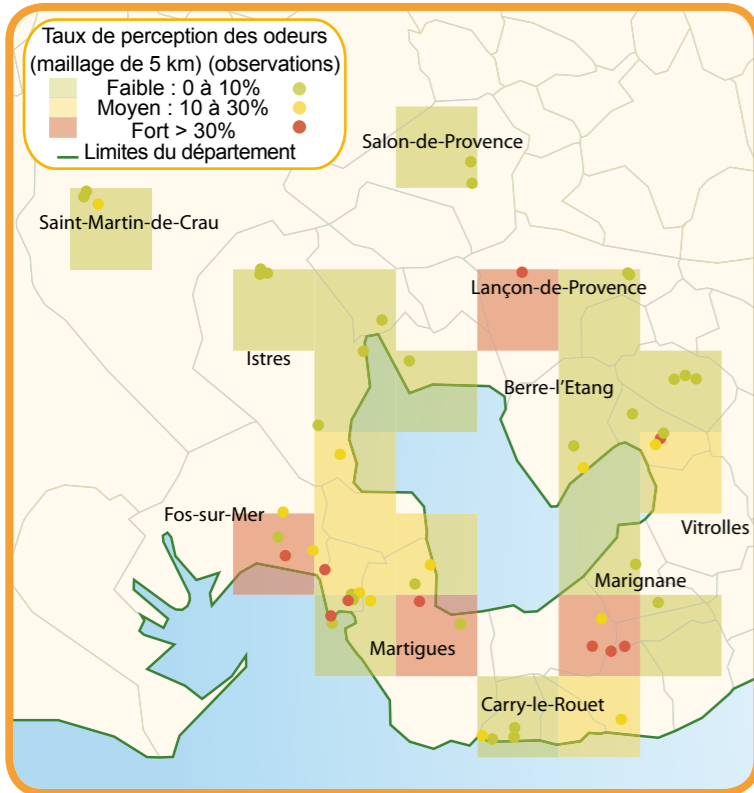 Taux de perception des odeurs
(maillage de 5 km) (observations)
Faible : 0 à 10%
Moyen : 10 à 30%
Fort > 30%
Limites du département
Salon-de-Provence
Saint-Martin-de-Crau
Lançon-de-Provence
Istres
Berre-l'Etang
Fos-sur-Mer
Vitrolles
Marignane
Martigues
Carry-le-Rouet